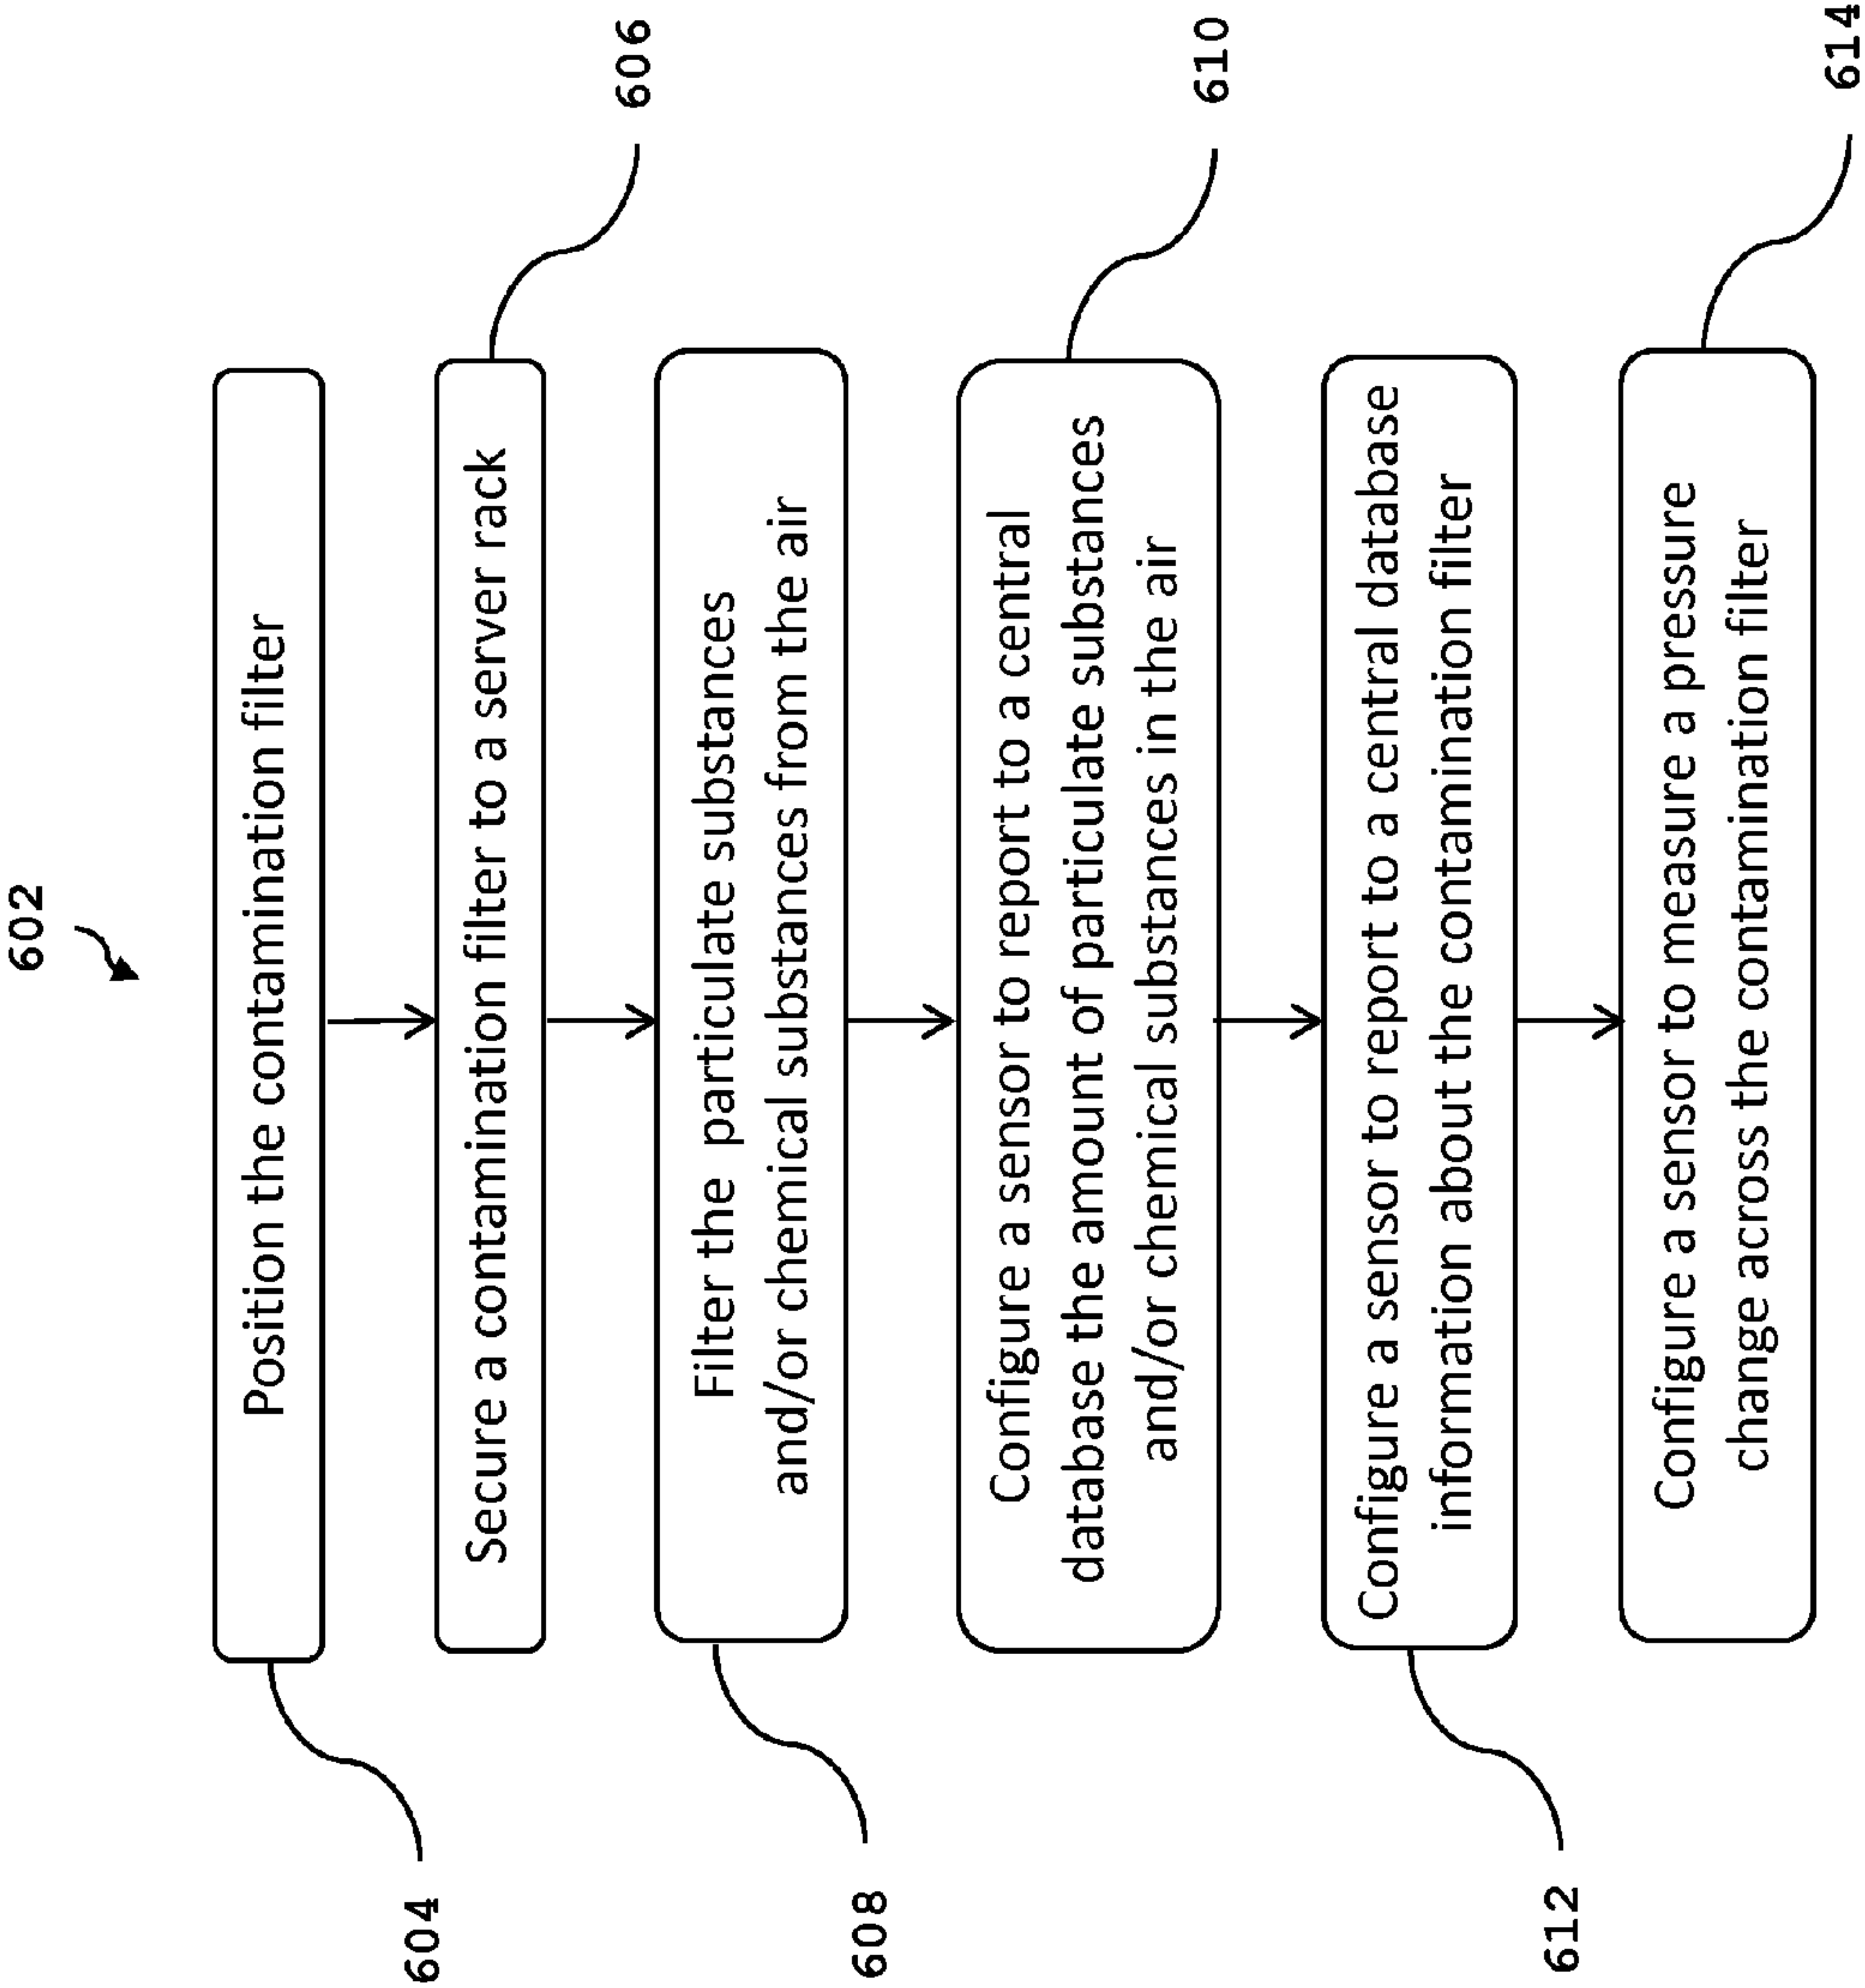 602
Position the contamination filter
604
Secure a contamination filter to a server rack
606
Filter the particulate substances
and/or chemical substances from the air
608
Configure a sensor to report to a central
database the amount of particulate substances
and/or chemical substances in the air
610
Configure a sensor to report to a central database
information about the contamination filter
612
Configure a sensor to measure a pressure
change across the contamination filter
614